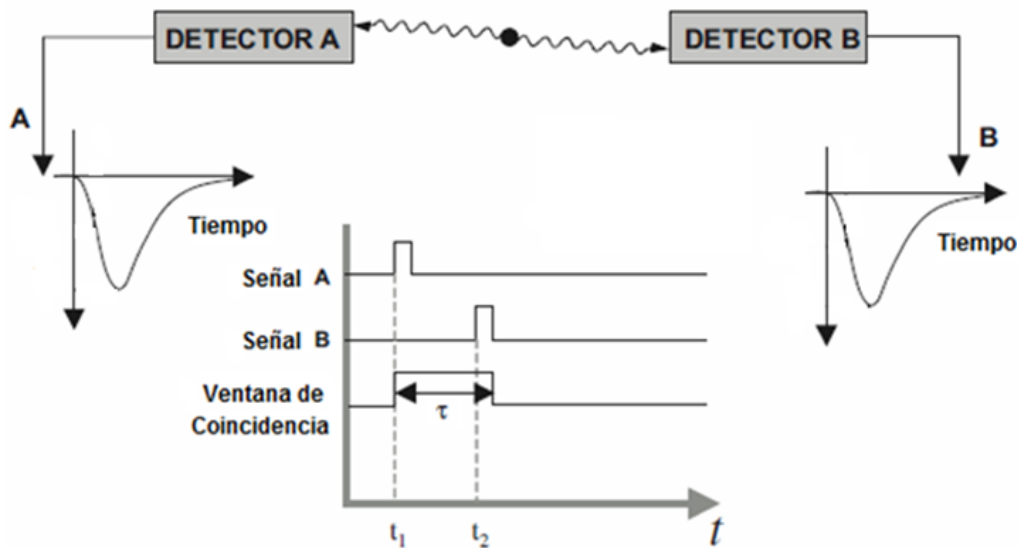 DETECTOR A
DETECTOR B
A
B
Tiempo
Tiempo
Señal A
Señal B
Ventana de
Coincidencia
τ
t₁
t₂
t